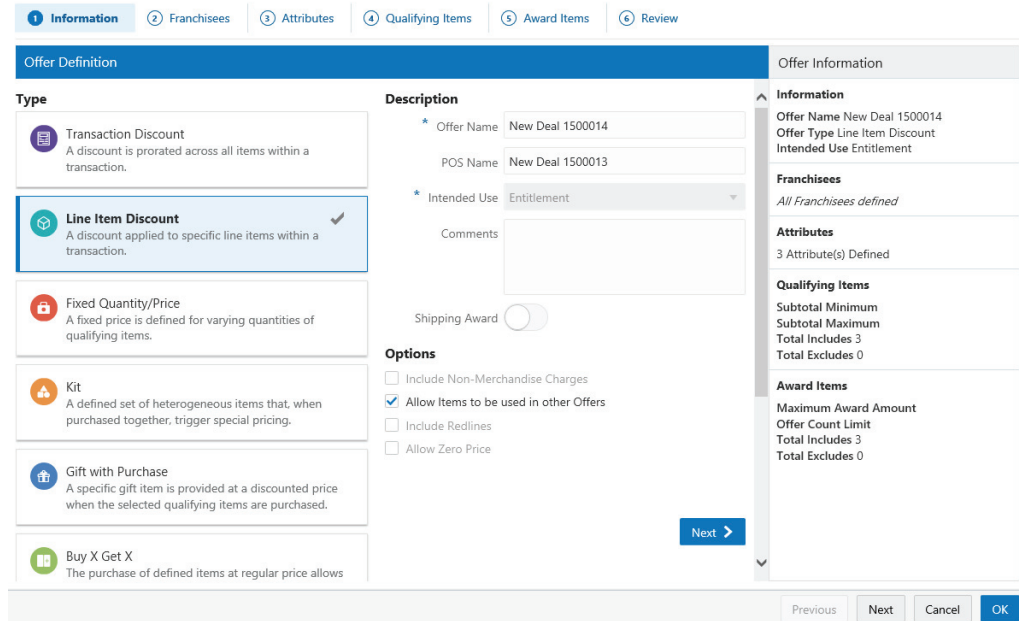 1 Information
2 Franchisees
3 Attributes
4 Qualifying Items
5 Award Items
6 Review
Offer Definition
Type
Transaction Discount
A discount is prorated across all items within a
transaction.
Line Item Discount
A discount applied to specific line items within a
transaction.
Fixed Quantity/Price
A fixed price is defined for varying quantities of
qualifying items.
Kit
A defined set of heterogeneous items that, when
purchased together, trigger special pricing.
Gift with Purchase
A specific gift item is provided at a discounted price
when the selected qualifying items are purchased.
Buy X Get X
The purchase of defined items at regular price allows
Description
* Offer Name New Deal 1500014
POS Name New Deal 1500013
* Intended Use Entitlement
Comments
Shipping Award
Options
Include Non-Merchandise Charges
Allow Items to be used in other Offers
Include Redlines
Allow Zero Price
Next
Offer Information
Information
Offer Name New Deal 1500014
Offer Type Line Item Discount
Intended Use Entitlement
Franchisees
All Franchisees defined
Attributes
3 Attribute(s) Defined
Qualifying Items
Subtotal Minimum
Subtotal Maximum
Total Includes 3
Total Excludes 0
Award Items
Maximum Award Amount
Offer Count Limit
Total Includes 3
Total Excludes 0
Previous
Next
Cancel
OK